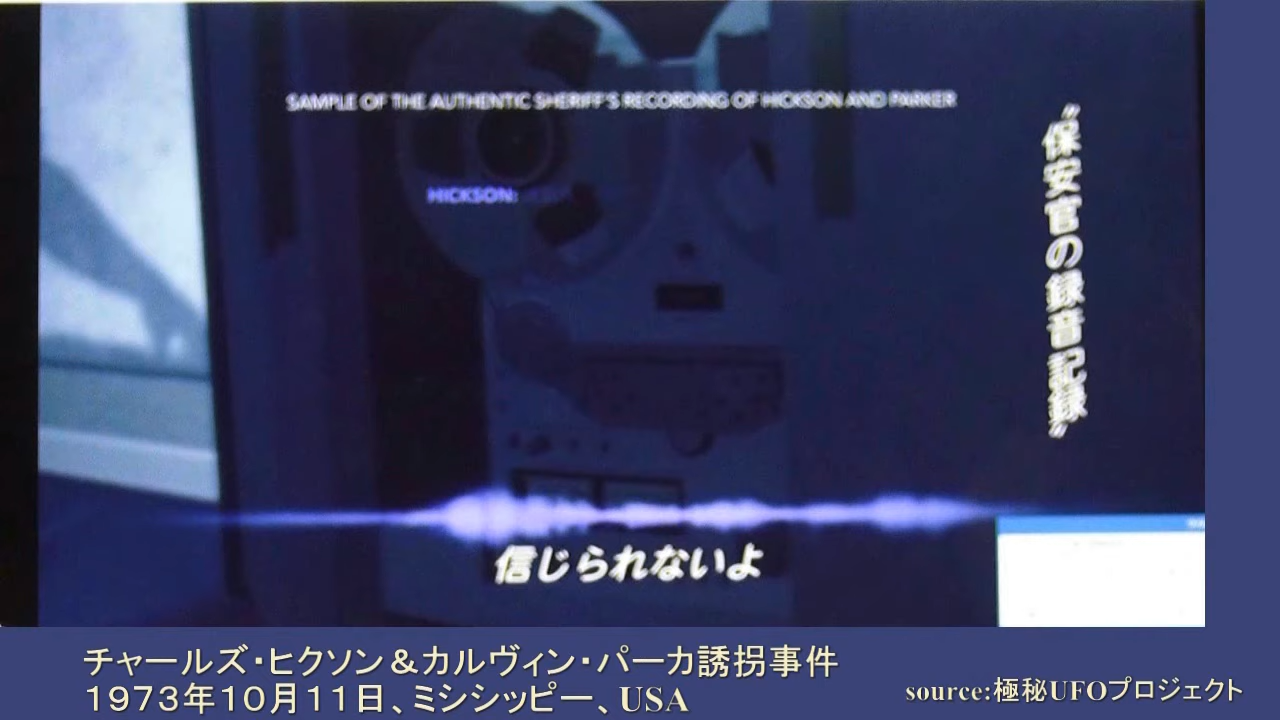 SAMPLE OF THE AUTHENTIC SHERIFF'S RECORDING OF HICKSON AND PARKER
HICKSON:
“保安官の録音記録”
信じられないよ
チャールズ・ヒクソン&カルヴィン・パーカ誘拐事件
1973年10月11日、ミシシッピー、USA
source:極秘UFOプロジェクト